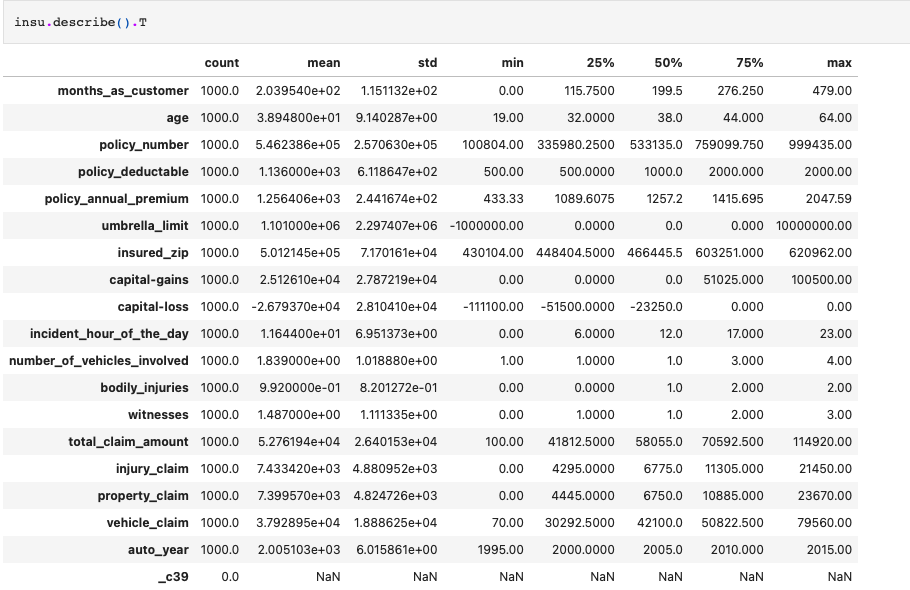 insu.describe().T
count mean std min 25% 50% 75% max
months_as_customer 1000.0 2.039540e+02 1.151132e+02 0.00 115.7500 199.5 276.250 479.00
age 1000.0 3.894800e+01 9.140287e+00 19.00 32.0000 38.0 44.000 64.00
policy_number 1000.0 5.462386e+05 2.570630e+05 100804.00 335980.2500 533135.0 759099.750 999435.00
policy_deductable 1000.0 1.136000e+03 6.118647e+02 500.00 500.0000 1000.0 2000.000 2000.00
policy_annual_premium 1000.0 1.256406e+03 2.441674e+02 433.33 1089.6075 1257.2 1415.695 2047.59
umbrella_limit 1000.0 1.101000e+06 2.297407e+06 -1000000.00 0.0000 0.0 0.000 10000000.00
insured_zip 1000.0 5.012145e+05 7.170161e+04 430104.00 448404.5000 466445.5 603251.000 620962.00
capital-gains 1000.0 2.512610e+04 2.787219e+04 0.00 0.0000 0.0 51025.000 100500.00
capital-loss 1000.0 -2.679370e+04 2.810410e+04 -111100.00 -51500.0000 -23250.0 0.000 0.00
incident_hour_of_the_day 1000.0 1.164400e+01 6.951373e+00 0.00 6.0000 12.0 17.000 23.00
number_of_vehicles_involved 1000.0 1.839000e+00 1.018880e+00 1.00 1.0000 1.0 3.000 4.00
bodily_injuries 1000.0 9.920000e-01 8.201272e-01 0.00 0.0000 1.0 2.000 2.00
witnesses 1000.0 1.487000e+00 1.111335e+00 0.00 1.0000 1.0 2.000 3.00
total_claim_amount 1000.0 5.276194e+04 2.640153e+04 100.00 41812.5000 58055.0 70592.500 114920.00
injury_claim 1000.0 7.433420e+03 4.880952e+03 0.00 4295.0000 6775.0 11305.000 21450.00
property_claim 1000.0 7.399570e+03 4.824726e+03 0.00 4445.0000 6750.0 10885.000 23670.00
vehicle_claim 1000.0 3.792895e+04 1.888625e+04 70.00 30292.5000 42100.0 50822.500 79560.00
auto_year 1000.0 2.005103e+03 6.015861e+00 1995.00 2000.0000 2005.0 2010.000 2015.00
_c39 0.0 NaN NaN NaN NaN NaN NaN NaN